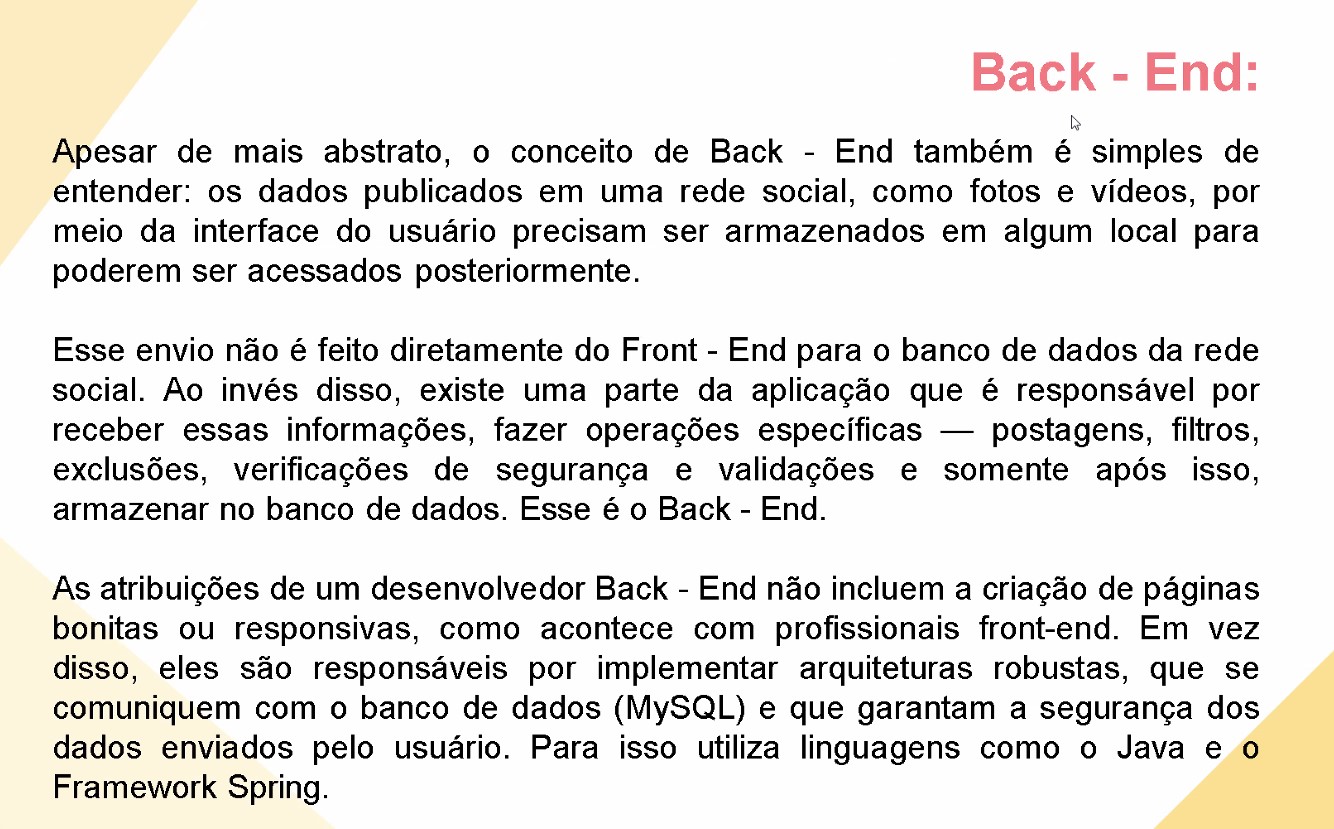 Back - End:
Apesar de mais abstrato, o conceito de Back - End também é simples de
entender: os dados publicados em uma rede social, como fotos e vídeos, por
meio da interface do usuário precisam ser armazenados em algum local para
poderem ser acessados posteriormente.
Esse envio não é feito diretamente do Front - End para o banco de dados da rede
social. Ao invés disso, existe uma parte da aplicação que é responsável por
receber essas informações, fazer operações específicas — postagens, filtros,
exclusões, verificações de segurança e validações e somente após isso,
armazenar no banco de dados. Esse é o Back - End.
As atribuições de um desenvolvedor Back - End não incluem a criação de páginas
bonitas ou responsivas, como acontece com profissionais front-end. Em vez
disso, eles são responsáveis por implementar arquiteturas robustas, que se
comuniquem com o banco de dados (MySQL) e que garantam a segurança dos
dados enviados pelo usuário. Para isso utiliza linguagens como o Java e o
Framework Spring.